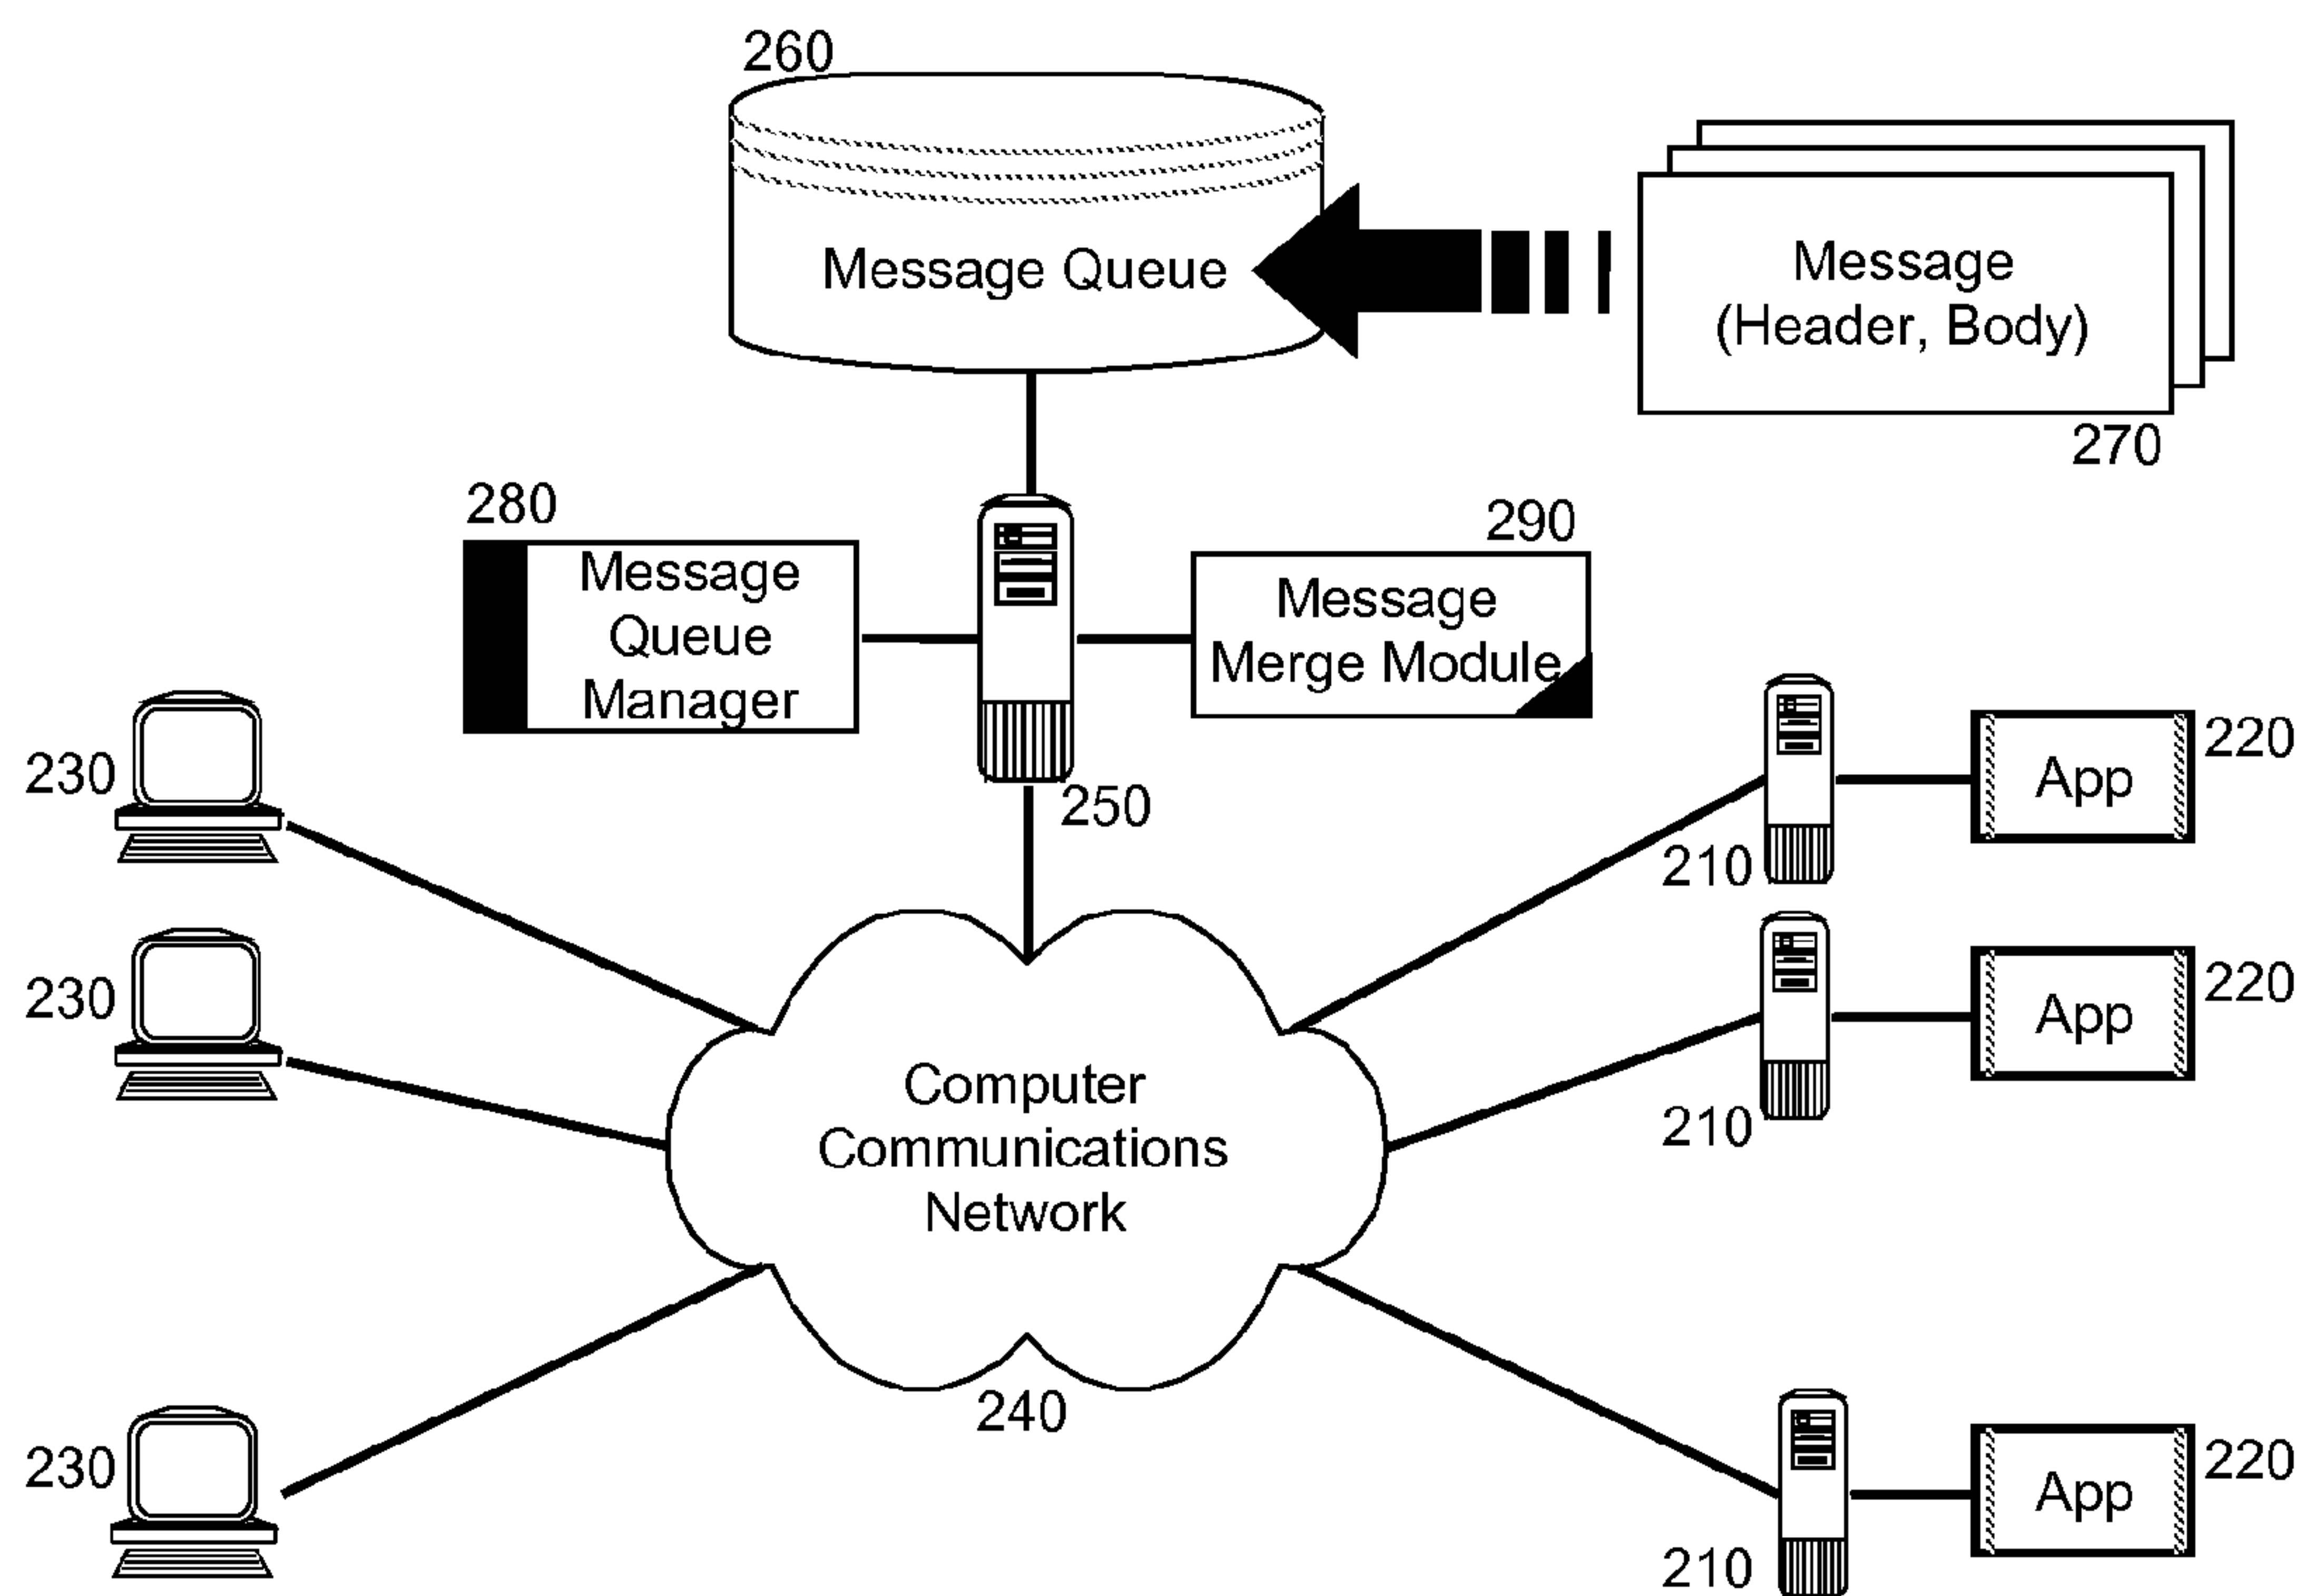 260
Message Queue
Message
(Header, Body)
270
280
Message
Queue
Manager
290
Message
Merge Module
250
230
230
230
210
App
220
210
App
220
210
App
220
Computer
Communications
Network
240